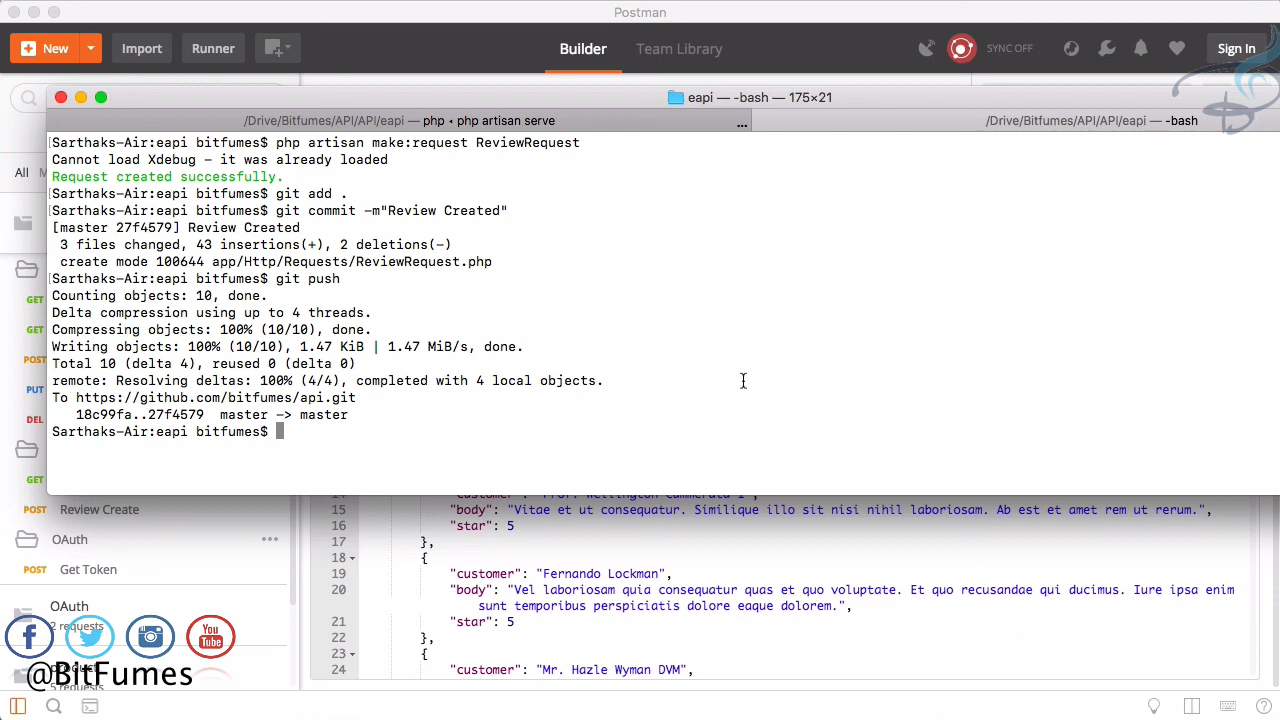 Postman
New
Import
Runner
Builder
Team Library
SYNC OFF
Sign In
eapi — -bash — 175×21
/Drive/Bitfumes/API/API/eapi — php ◂ php artisan serve
...
/Drive/Bitfumes/API/API/eapi — -bash
Sarthaks-Air:eapi bitfumes$ php artisan make:request ReviewRequest
Cannot load Xdebug - it was already loaded
Request created successfully.
Sarthaks-Air:eapi bitfumes$ git add .
Sarthaks-Air:eapi bitfumes$ git commit -m"Review Created"
[master 27f4579] Review Created
3 files changed, 43 insertions(+), 2 deletions(-)
create mode 100644 app/Http/Requests/ReviewRequest.php
Sarthaks-Air:eapi bitfumes$ git push
Counting objects: 10, done.
Delta compression using up to 4 threads.
Compressing objects: 100% (10/10), done.
Writing objects: 100% (10/10), 1.47 KiB | 1.47 MiB/s, done.
Total 10 (delta 4), reused 0 (delta 0)
remote: Resolving deltas: 100% (4/4), completed with 4 local objects.
To https://github.com/bitfumes/api.git
18c99fa..27f4579 master -> master
Sarthaks-Air:eapi bitfumes$
All
GET
GET
POST
PUT
DEL
GET
POST Review Create
OAuth
POST Get Token
OAuth
2 requests
5 requests
You
Tube
@BitFumes
15 "body": "Vitae et ut consequatur. Similique illo sit nisi nihil laboriosam. Ab est et amet rem ut rerum.",
16 "star": 5
17 },
18 {
19 "customer": "Fernando Lockman",
20 "body": "Vel laboriosam quia consequatur quas et quo voluptate. Et quo recusandae qui ducimus. Iure ipsa enim
sunt temporibus perspiciatis dolore eaque dolorem.",
21 "star": 5
22 },
23 {
24 "customer": "Mr. Hazle Wyman DVM",